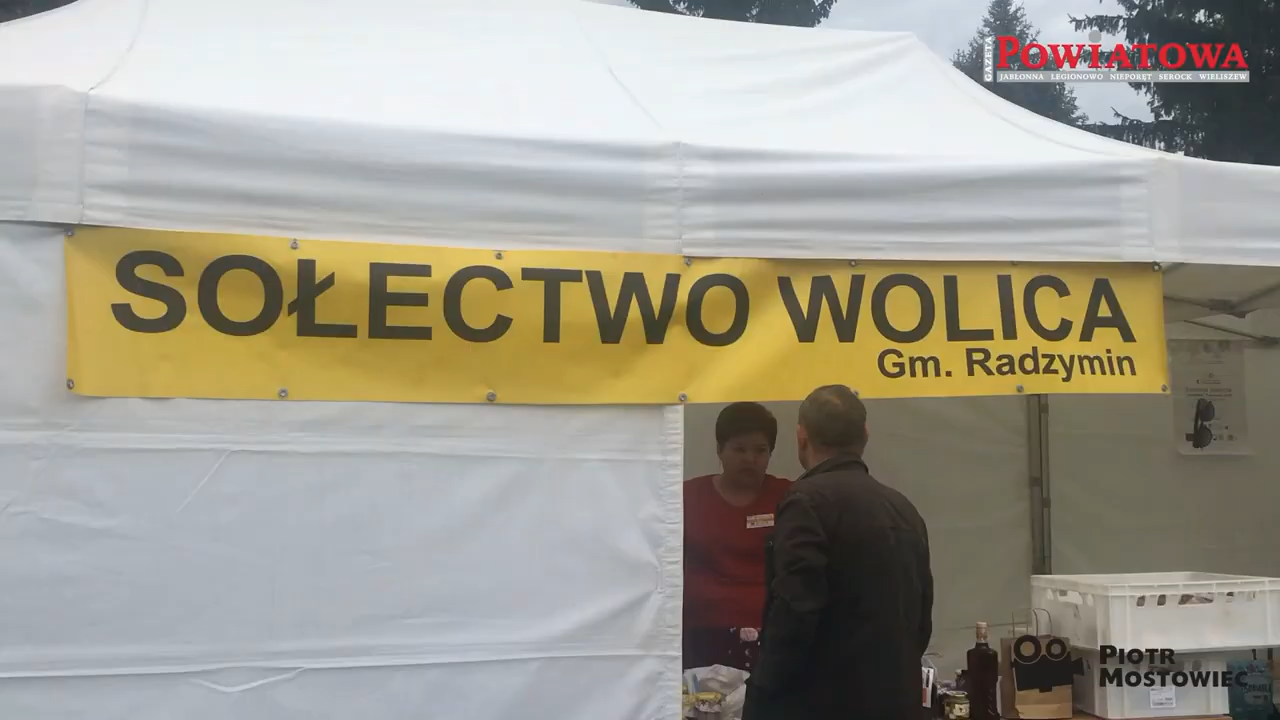 GAZETA
POWIATOWA
JABŁONNA LEGIONOWO NIEPORĘT SEROCK WIELISZEW
SOŁECTWO WOLICA
Gm. Radzymin
PIOTR
MOSTOWIEC